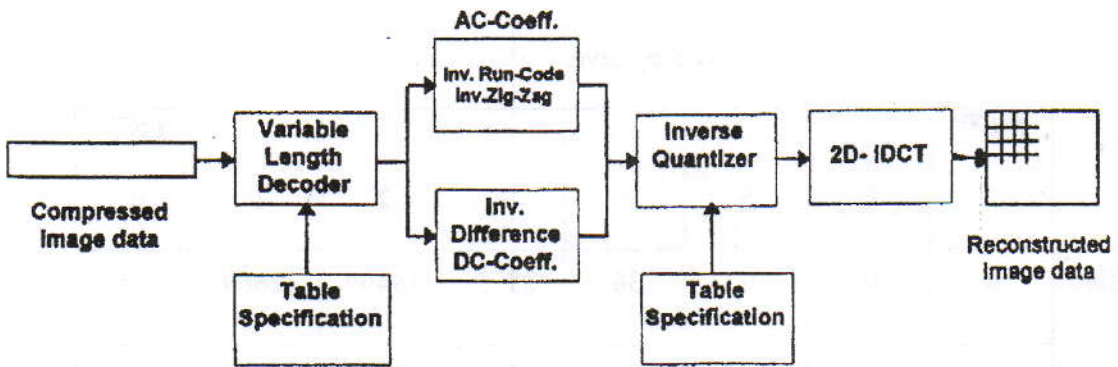 AC-Coeff.
Inv. Run-Code
Inv.Zig-Zag
Variable
Length
Decoder
Inverse
Quantizer
2D- IDCT
Compressed
Image data
Inv.
Difference
DC-Coeff.
Reconstructed
Image data
Table
Specification
Table
Specification